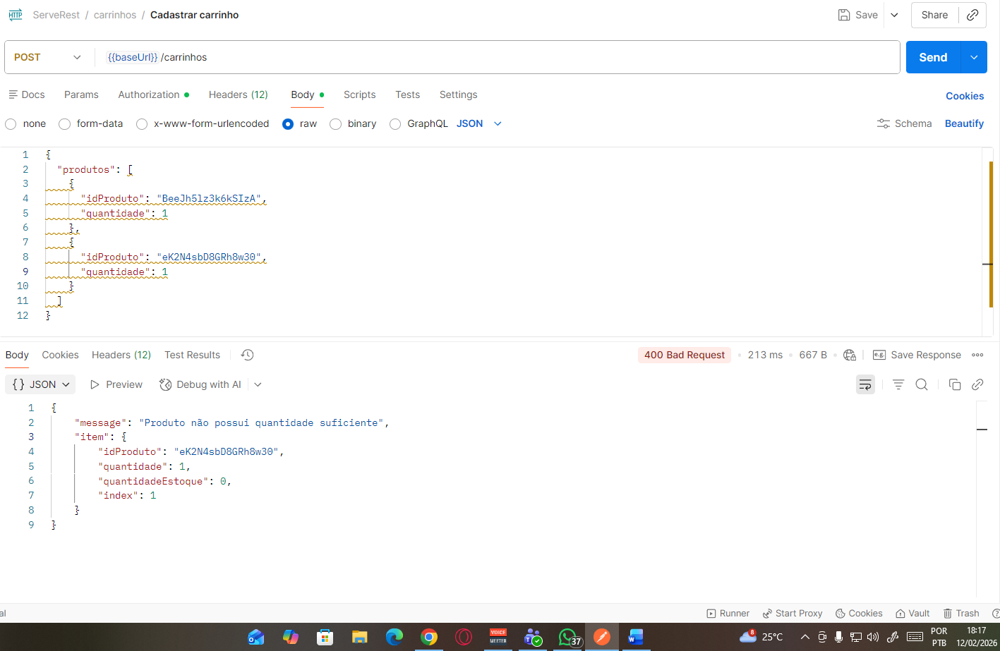 HTTP ServeRest / carrinhos / Cadastrar carrinho Save Share
POST {{baseUrl}} /carrinhos Send
Docs Params Authorization Headers (12) Body Scripts Tests Settings Cookies
none form-data x-www-form-urlencoded raw binary GraphQL JSON Schema Beautify
1 {
2 "produtos": [
3 {
4 "idProduto": "BeeJh5lz3k6kSIzA",
5 "quantidade": 1
6 },
7 {
8 "idProduto": "eK2N4sbD8GRh8w30",
9 "quantidade": 1
10 }
11 ]
12 }
Body Cookies Headers (12) Test Results 400 Bad Request 213 ms 667 B e.g. Save Response
{} JSON Preview Debug with AI
1 {
2 "message": "Produto não possui quantidade suficiente",
3 "item": {
4 "idProduto": "eK2N4sbD8GRh8w30",
5 "quantidade": 1,
6 "quantidadeEstoque": 0,
7 "index": 1
8 }
9 }
al Runner Start Proxy Cookies Vault Trash
VOICE MEETER 37 8 25°C POR 18:17
PTB 12/02/2026